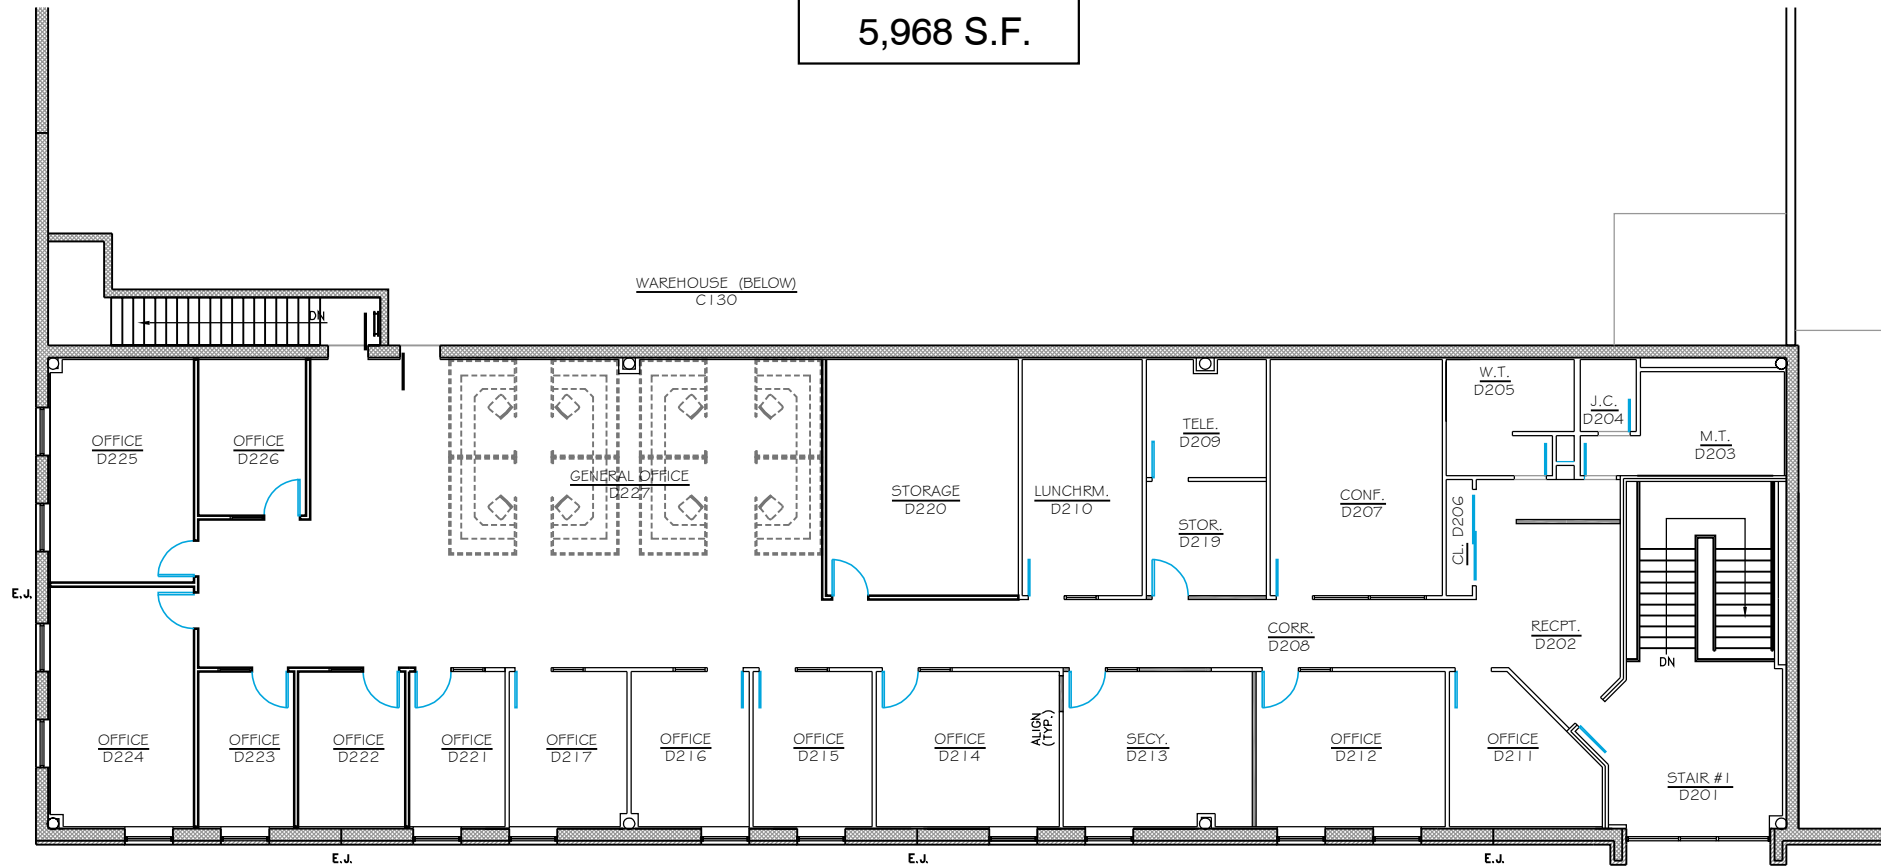 5,968 S.F.
WAREHOUSE (BELOW)
C130
DN
W.T.
D205
J.C.
D204
M.T.
D203
OFFICE
D225
OFFICE
D226
TELE.
D209
GENERAL OFFICE
D227
STORAGE
D220
LUNCHRM.
D210
CONF.
D207
CL. D206
STOR.
D219
E.J.
CORR.
D208
RECPT.
D202
DN
OFFICE
D224
OFFICE
D223
OFFICE
D222
OFFICE
D221
OFFICE
D217
OFFICE
D216
OFFICE
D215
OFFICE
D214
ALIGN
(TYP.)
SECY.
D213
OFFICE
D212
OFFICE
D211
STAIR #1
D201
E.J.
E.J.
E.J.